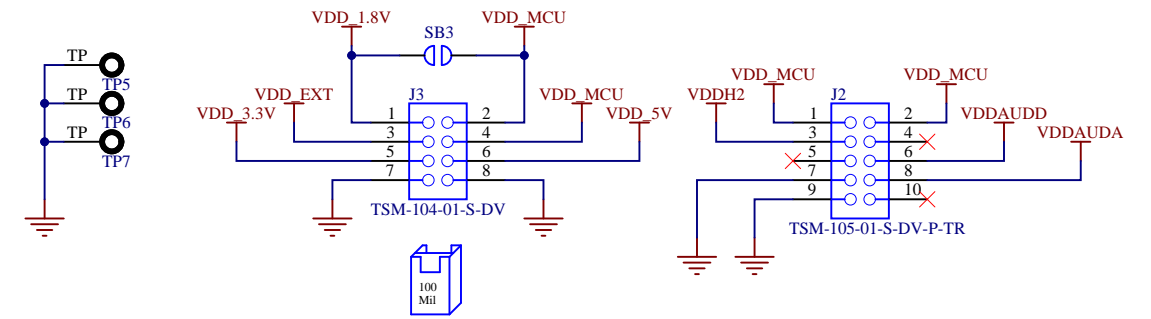 VDD_1.8V VDD_MCU
SB3
TP
TP5
TP
TP6
TP
TP7
VDD_3.3V VDD_EXT J3 VDD_MCU VDD_5V
1 2
3 4
5 6
7 8
TSM-104-01-S-DV
100
Mil
VDD_MCU VDD_MCU
VDDH2 J2 VDDAUDD
VDDAUDA
1 2
3 4
5 6
7 8
9 10
TSM-105-01-S-DV-P-TR